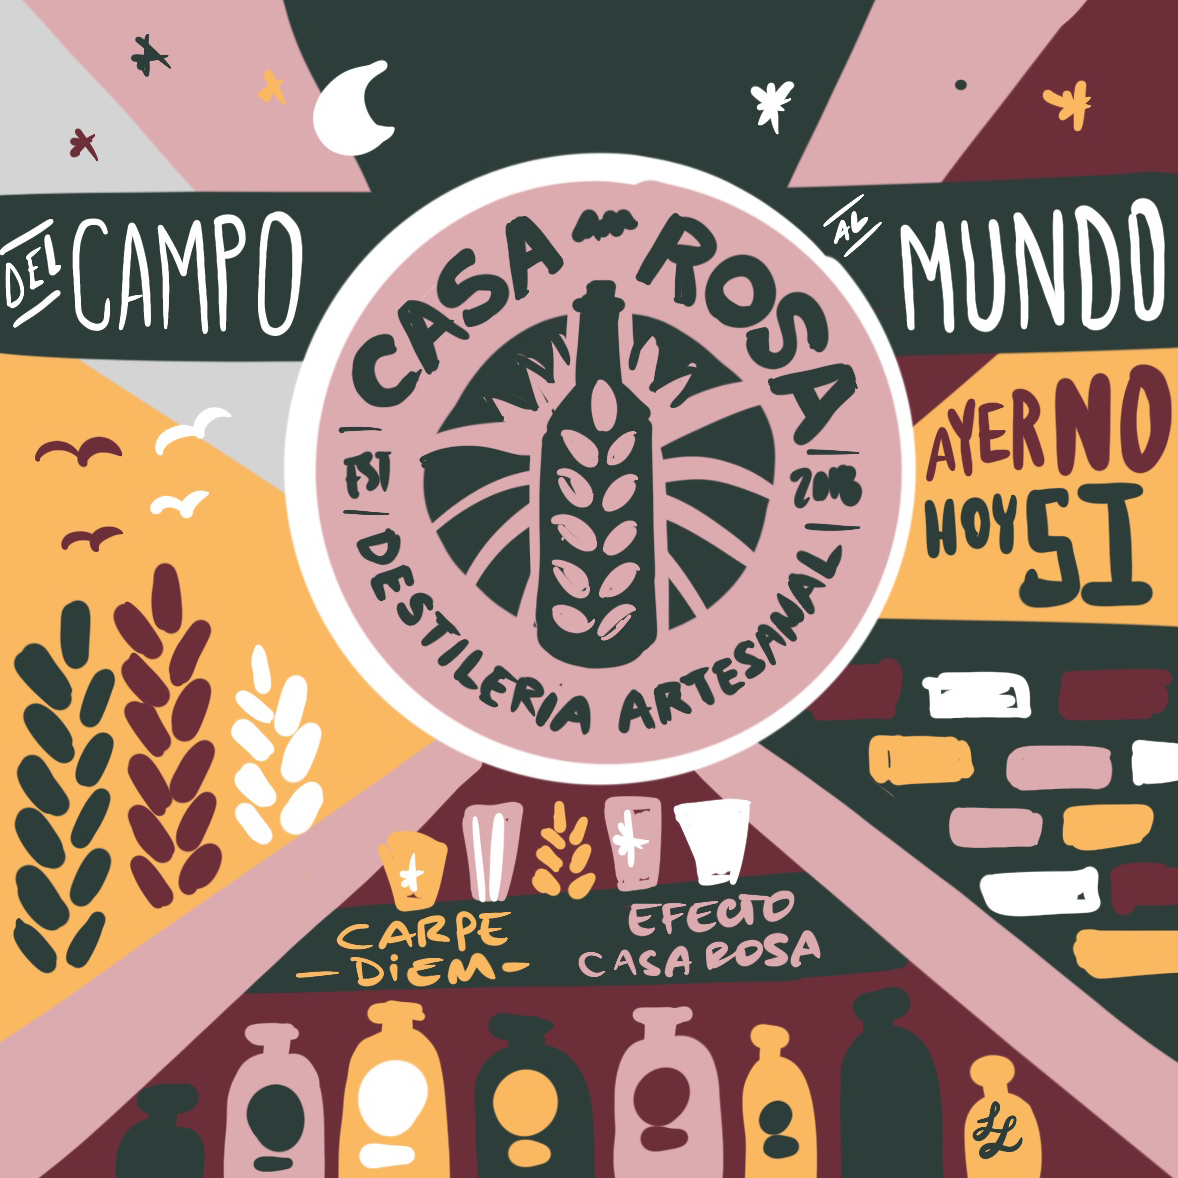 DEL CAMPO
AL MUNDO
CASA ROSA
EST 2018
DESTILERIA ARTESANAL
AYER NO
HOY SI
CARPE
- DiEM -
EFECTO
CASA ROSA
LL